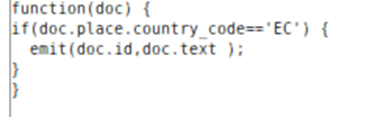 function(doc) {
if(doc.place.country_code=='EC') {
  emit(doc.id,doc.text );
}
}